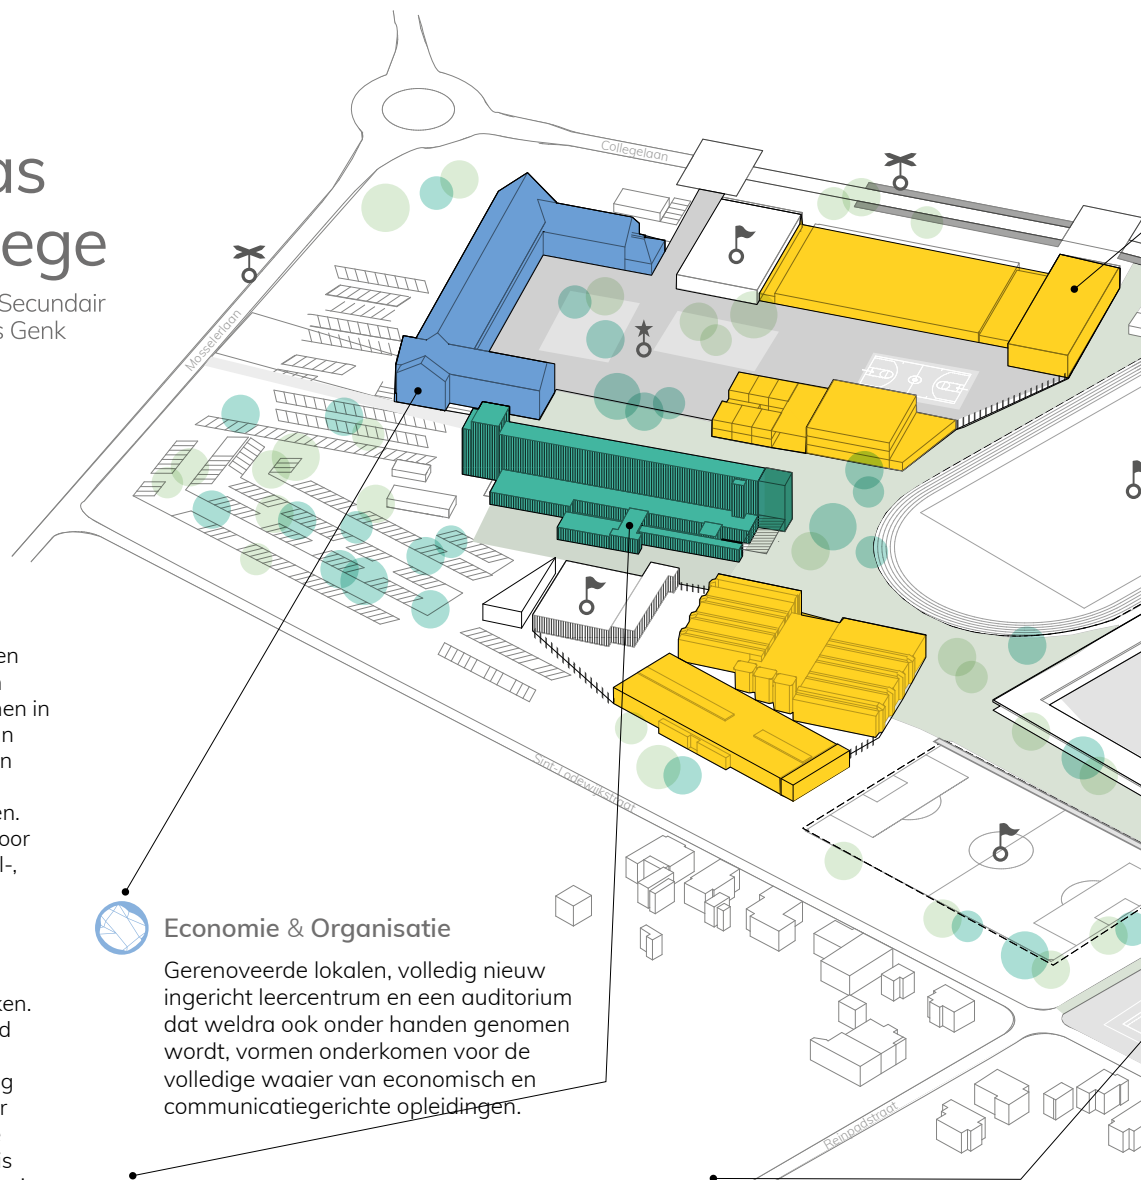 as
ege
Secundair
s Genk
Collegelaan
Mosselerlaan
en
en in
n
n
en.
oor
l-,
Sint-Lodewijkstraat
Economie & Organisatie
Gerenoveerde lokalen, volledig nieuw
ingericht leercentrum en een auditorium
dat weldra ook onder handen genomen
wordt, vormen onderkomen voor de
volledige waaier van economisch en
communicatiegerichte opleidingen.
ken.
d
g
r
is
Reinpadstraat